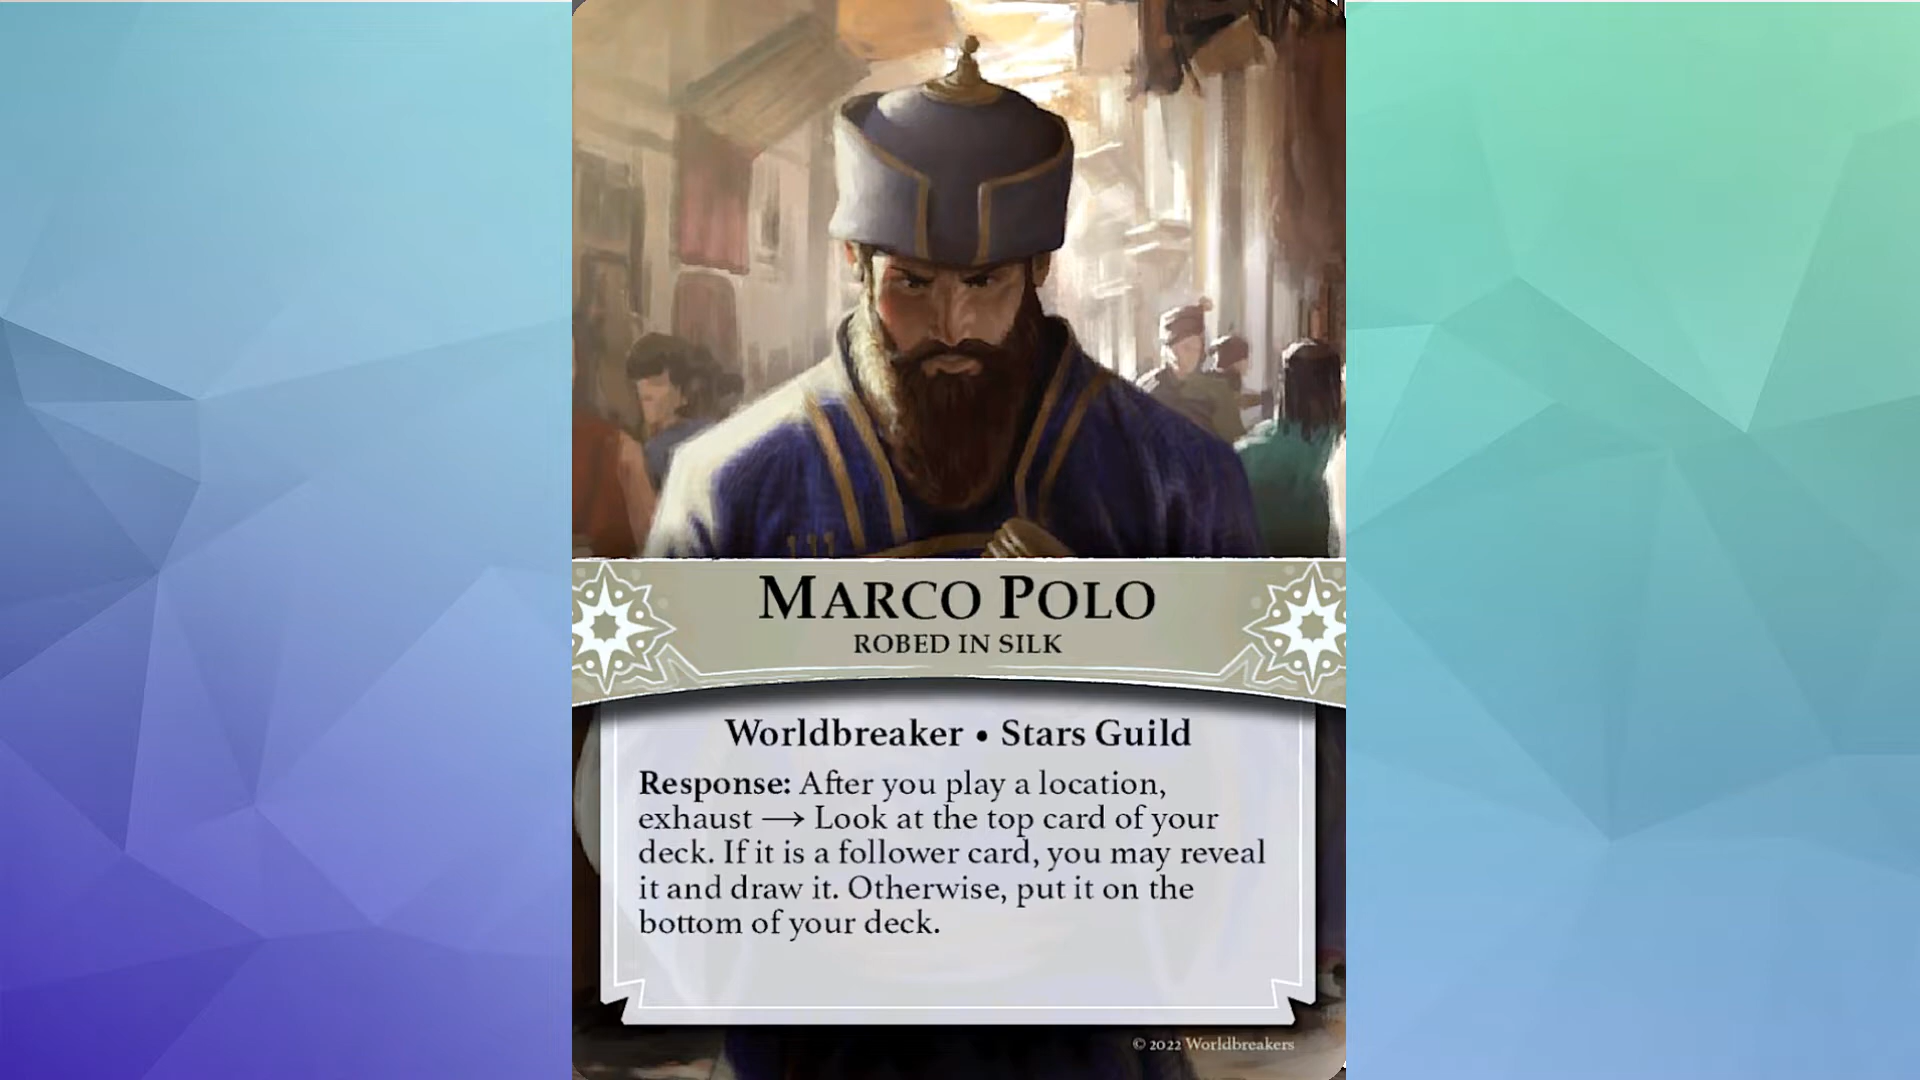 MARCO POLO
ROBED IN SILK
Worldbreaker • Stars Guild
Response: After you play a location,
exhaust → Look at the top card of your
deck. If it is a follower card, you may reveal
it and draw it. Otherwise, put it on the
bottom of your deck.
© 2022 Worldbreakers